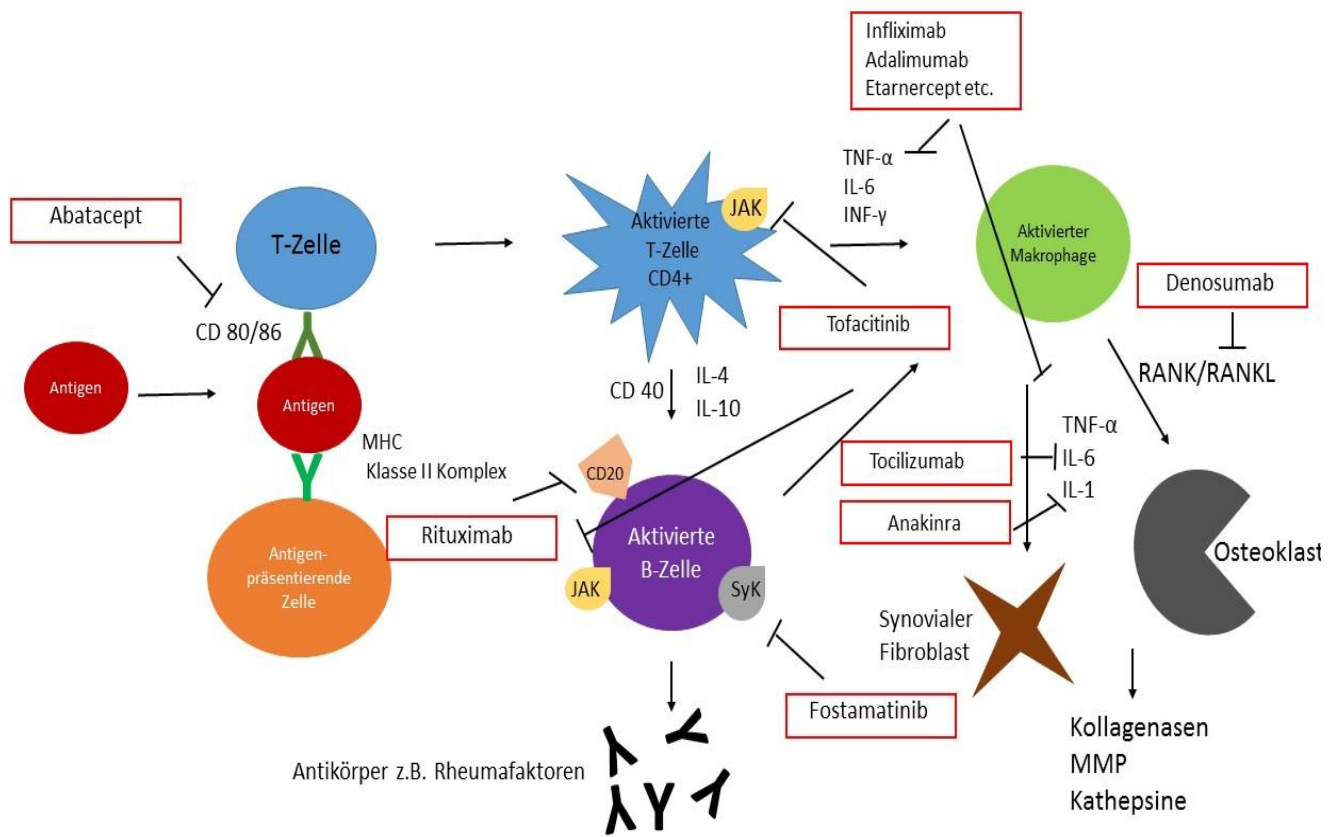 Infliximab
Adalimumab
Etarnercept etc.
TNF-α
IL-6
INF-γ
Abatacept
T-Zelle
JAK
Aktivierte
T-Zelle
CD4+
Aktivierter
Makrophage
Denosumab
CD 80/86
Tofacitinib
RANK/RANKL
Antigen
Antigen
CD 40
IL-4
IL-10
MHC
Klasse II Komplex
CD20
TNF-α
IL-6
IL-1
Tocilizumab
Anakinra
Rituximab
Aktivierte
B-Zelle
Antigen-
präsentierende
Zelle
JAK
SyK
Osteoklast
Synovialer
Fibroblast
Fostamatinib
Kollagenasen
MMP
Kathepsine
Antikörper z.B. Rheumafaktoren